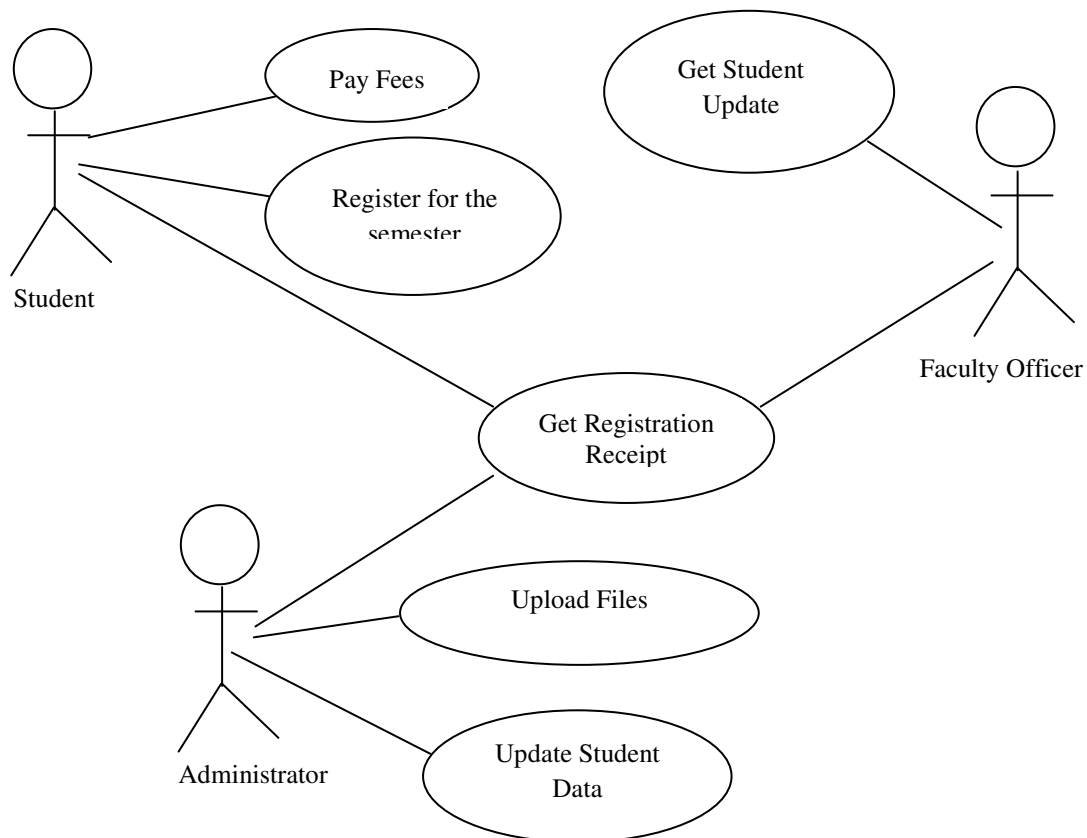 Pay Fees
Get Student
Update
Register for the
semester
Student
Faculty Officer
Get Registration
Receipt
Upload Files
Update Student
Data
Administrator